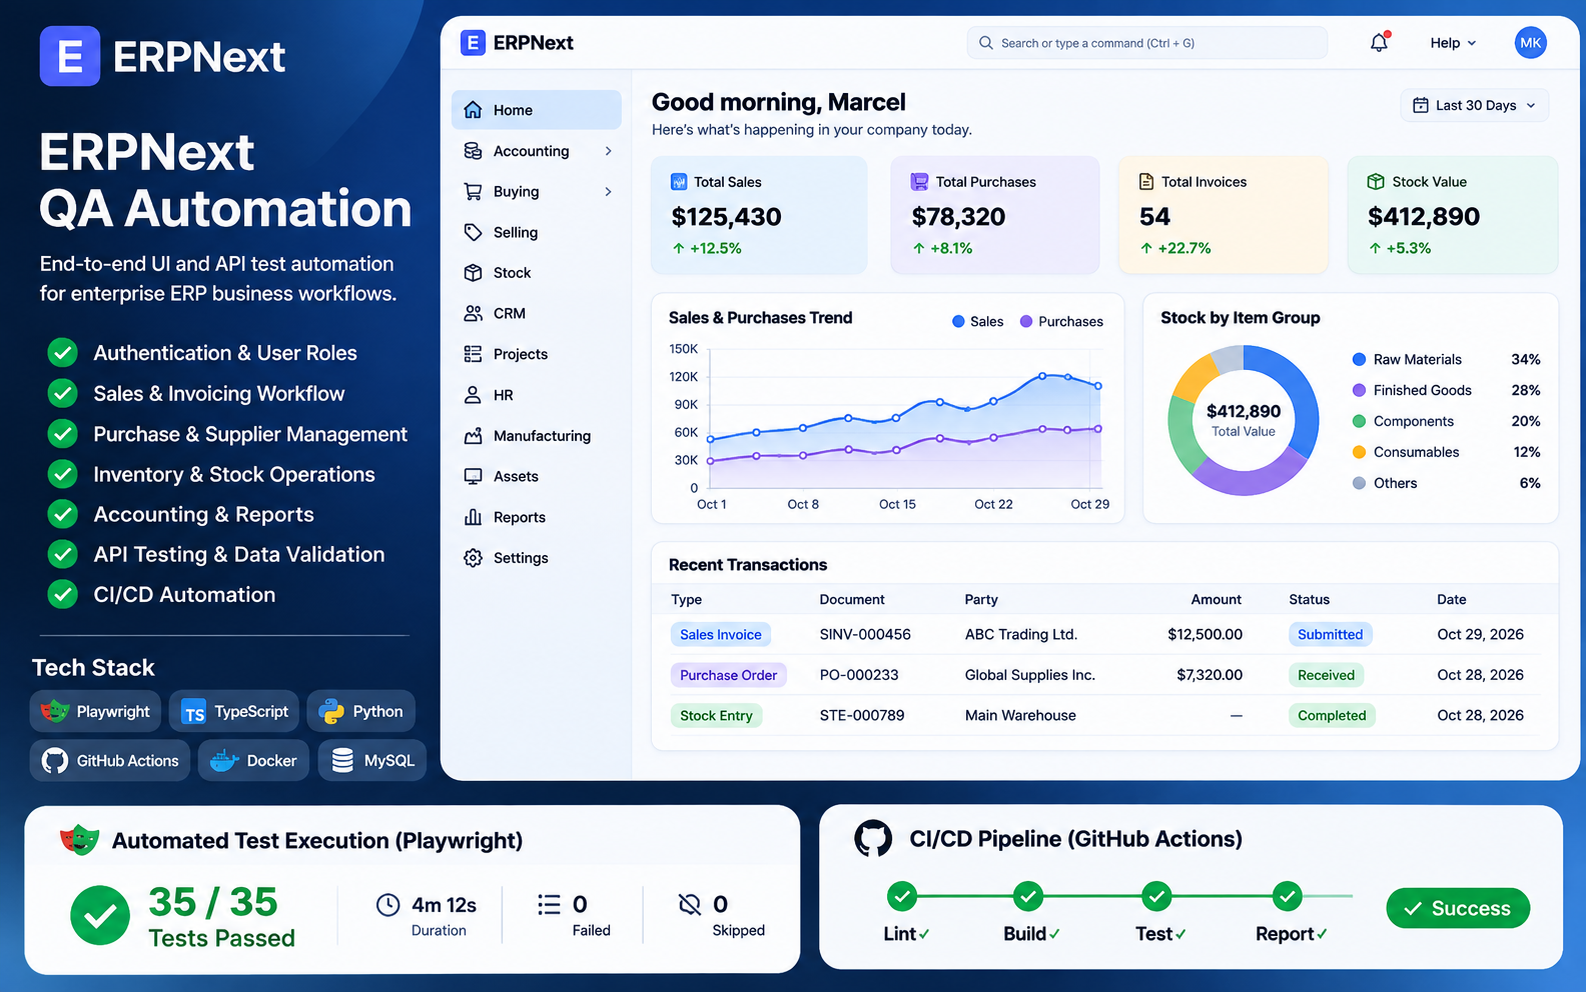 E ERPNext
ERPNext
QA Automation
End-to-end UI and API test automation
for enterprise ERP business workflows.
Authentication & User Roles
Sales & Invoicing Workflow
Purchase & Supplier Management
Inventory & Stock Operations
Accounting & Reports
API Testing & Data Validation
CI/CD Automation
Tech Stack
Playwright
TS TypeScript
Python
GitHub Actions
Docker
MySQL
E ERPNext
Search or type a command (Ctrl + G)
Help
MK
Home
Accounting
Buying
Selling
Stock
CRM
Projects
HR
Manufacturing
Assets
Reports
Settings
Good morning, Marcel
Here's what's happening in your company today.
Last 30 Days
Total Sales
$125,430
+12.5%
Total Purchases
$78,320
+8.1%
Total Invoices
54
+22.7%
Stock Value
$412,890
+5.3%
Sales & Purchases Trend
Sales
Purchases
150K
120K
90K
60K
30K
0
Oct 1
Oct 8
Oct 15
Oct 22
Oct 29
Stock by Item Group
$412,890
Total Value
Raw Materials 34%
Finished Goods 28%
Components 20%
Consumables 12%
Others 6%
Recent Transactions
Type Document Party Amount Status Date
Sales Invoice SINV-000456 ABC Trading Ltd. $12,500.00 Submitted Oct 29, 2026
Purchase Order PO-000233 Global Supplies Inc. $7,320.00 Received Oct 28, 2026
Stock Entry STE-000789 Main Warehouse — Completed Oct 28, 2026
Automated Test Execution (Playwright)
35 / 35
Tests Passed
4m 12s
Duration
0
Failed
0
Skipped
CI/CD Pipeline (GitHub Actions)
Lint✓
Build✓
Test✓
Report✓
Success